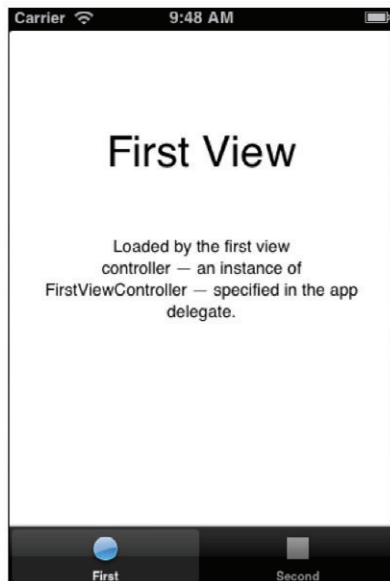 Carrier 9:48 AM
First View
Loaded by the first view
controller — an instance of
FirstViewController — specified in the app
delegate.
First Second